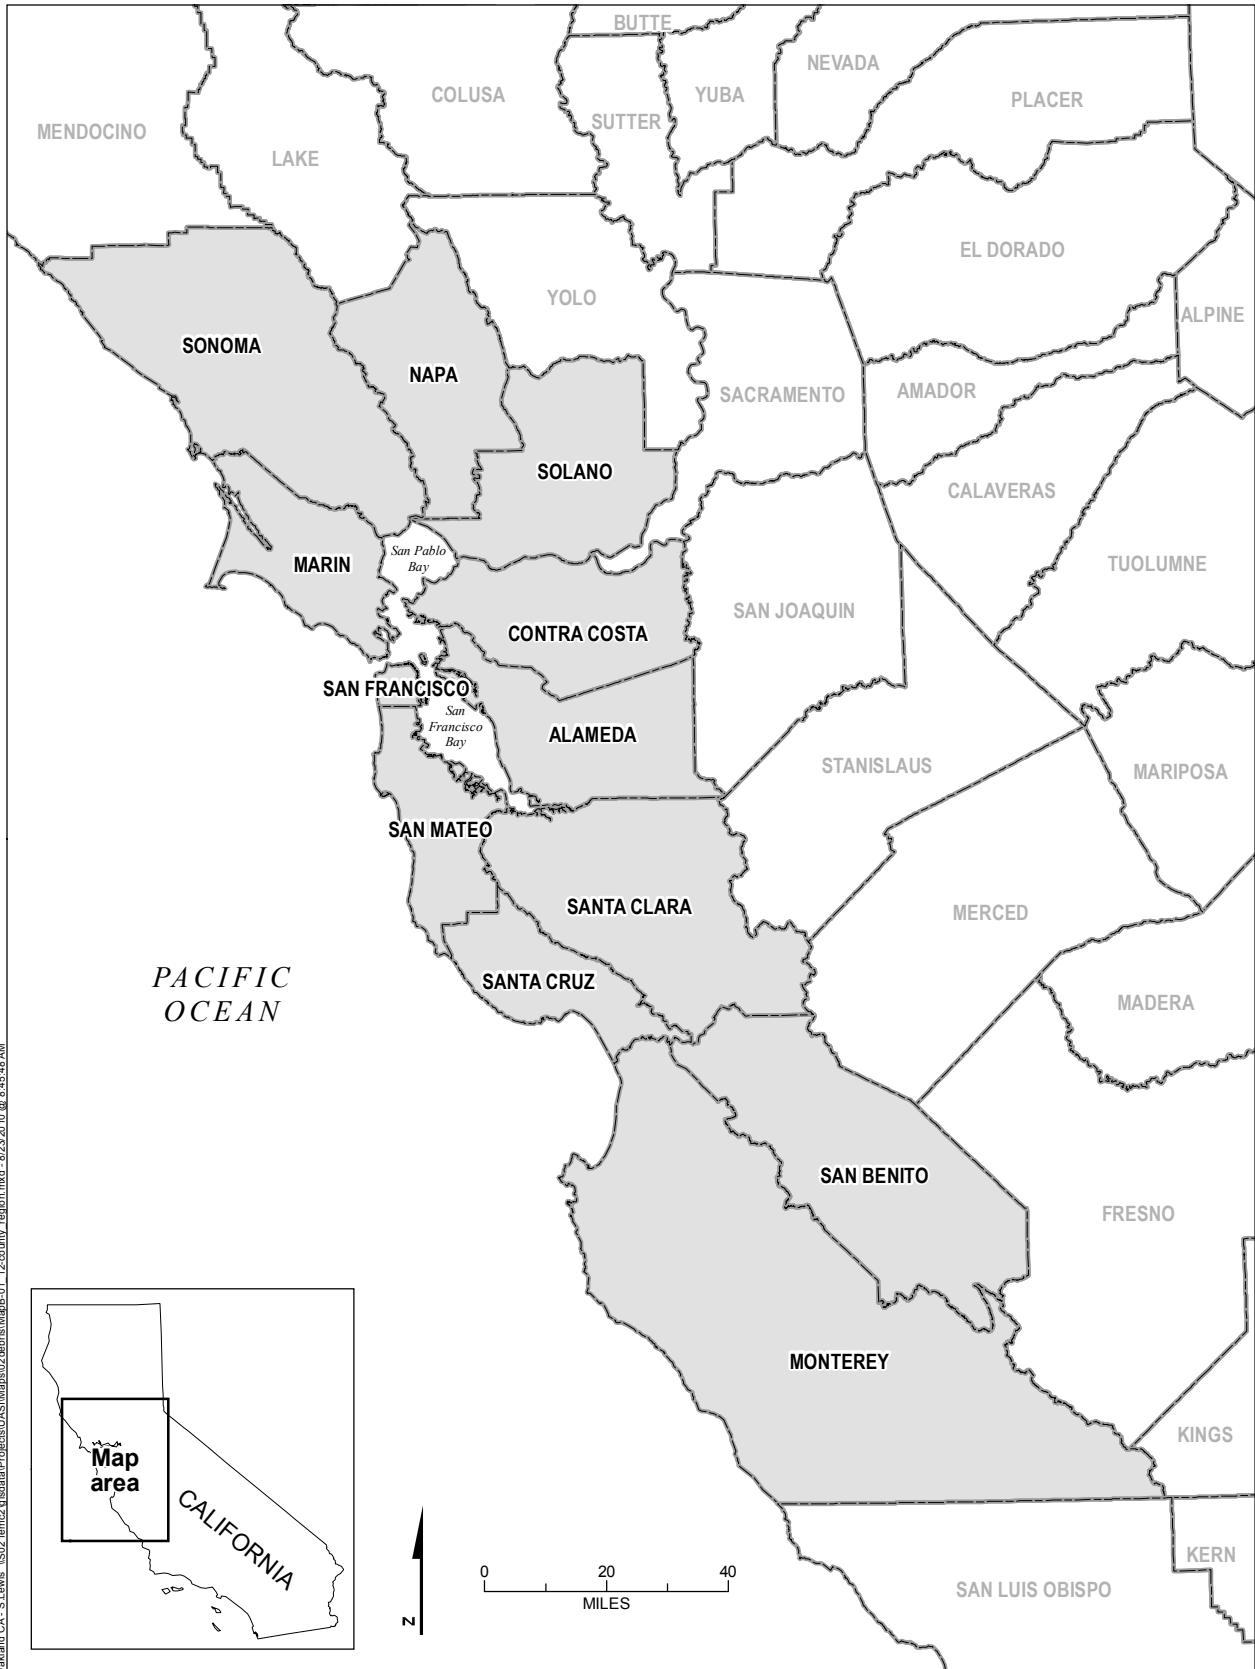 BUTTE
NEVADA
COLUSA
YUBA
PLACER
SUTTER
MENDOCINO
LAKE
EL DORADO
YOLO
ALPINE
SONOMA
NAPA
SACRAMENTO
AMADOR
SOLANO
CALAVERAS
San Pablo
Bay
MARIN
TUOLUMNE
SAN JOAQUIN
CONTRA COSTA
SAN FRANCISCO
San
Francisco
Bay
ALAMEDA
STANISLAUS
MARIPOSA
SAN MATEO
SANTA CLARA
MERCED
PACIFIC
OCEAN
SANTA CRUZ
MADERA
SAN BENITO
FRESNO
MONTEREY
KINGS
Map
area
CALIFORNIA
KERN
0 20 40
MILES
SAN LUIS OBISPO
N